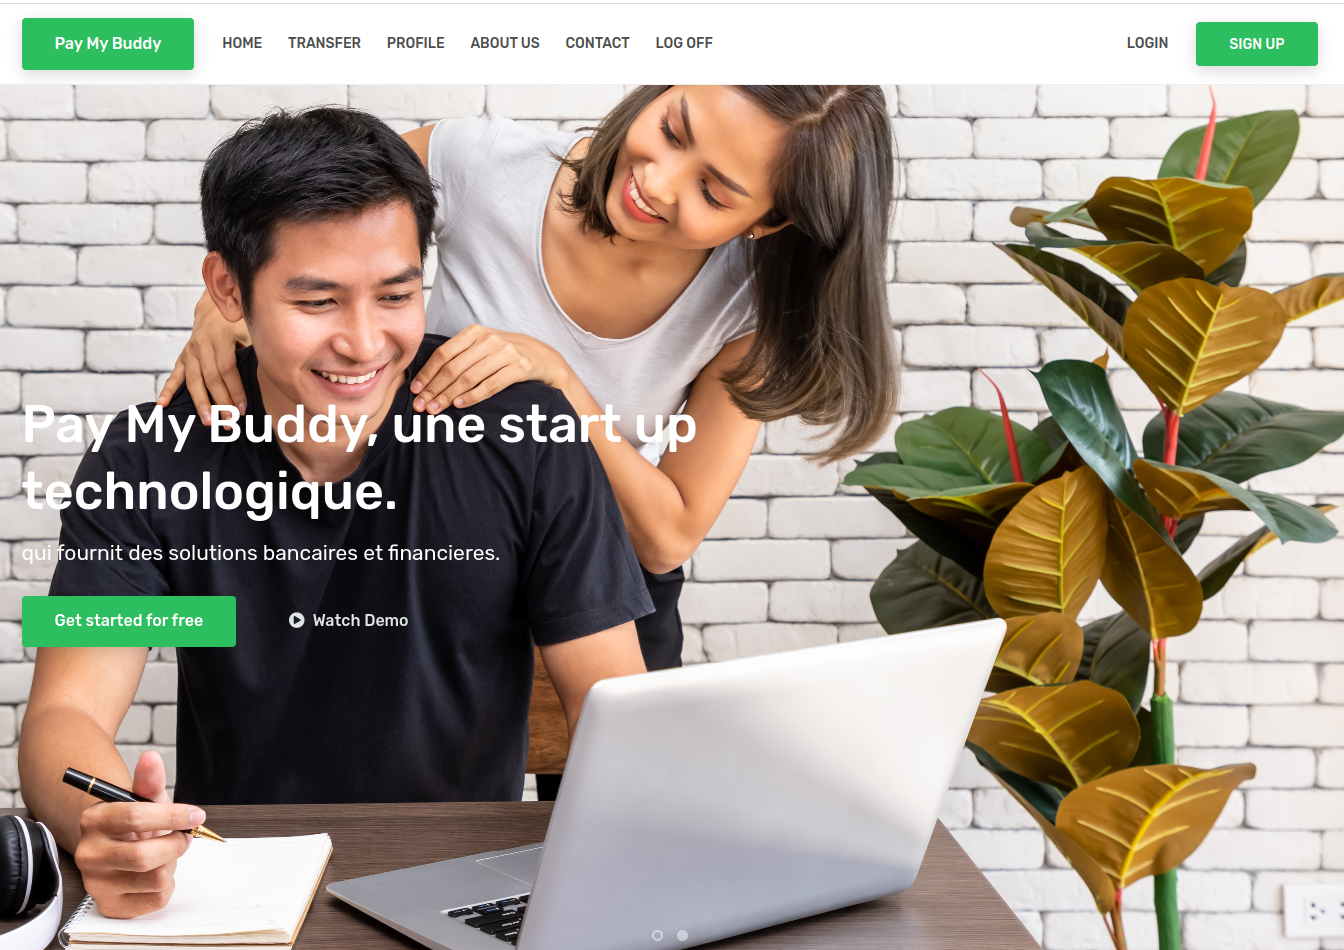 Pay My Buddy
HOME TRANSFER PROFILE ABOUT US CONTACT LOG OFF
LOGIN
SIGN UP
Pay My Buddy, une start up
technologique.
qui fournit des solutions bancaires et financieres.
Get started for free
Watch Demo